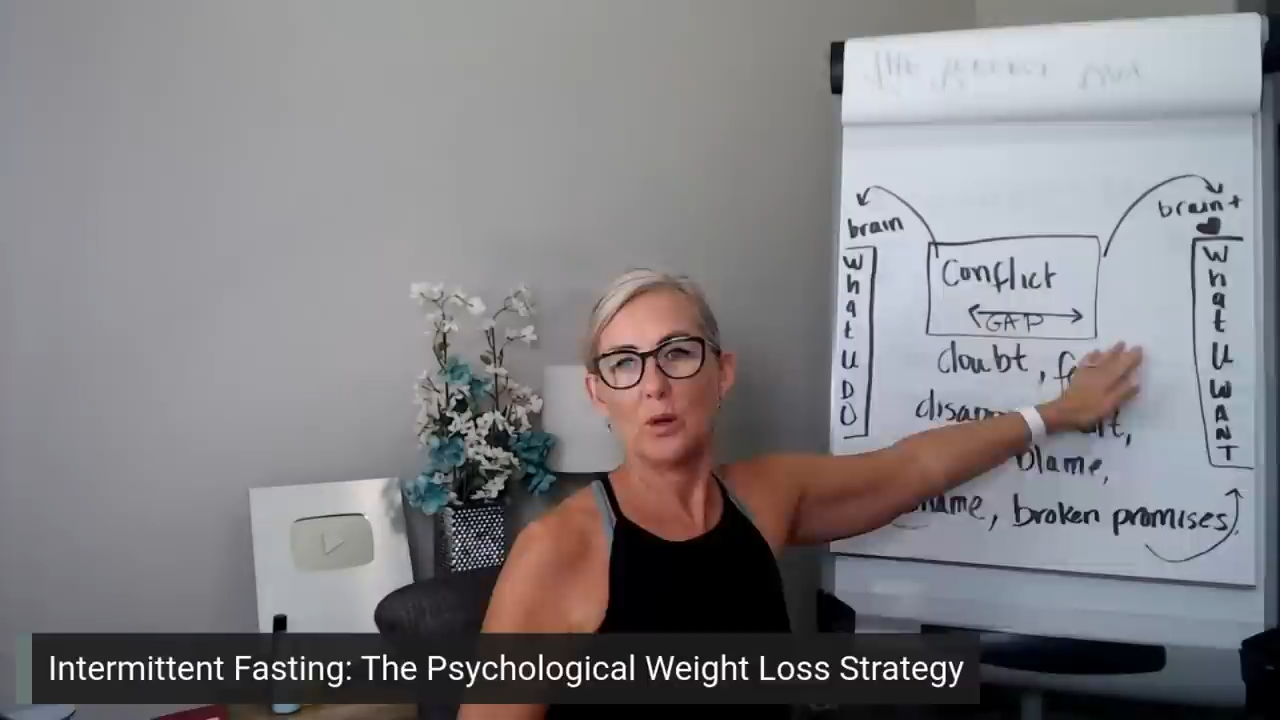 brain
brain +
What U DO
Conflict
GAP
What U WANT
doubt,
blame,
broken promises
Intermittent Fasting: The Psychological Weight Loss Strategy